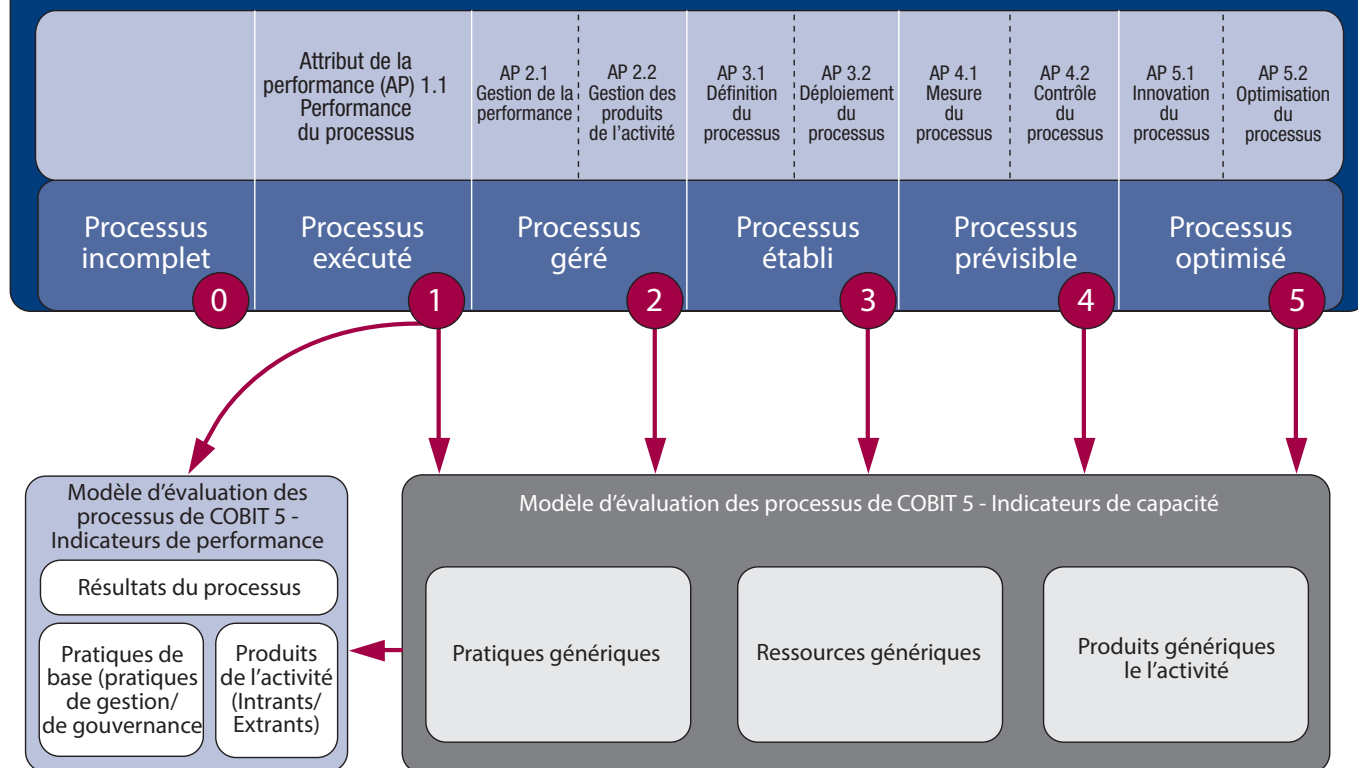 Attribut de la
performance (AP) 1.1
Performance
du processus
AP 2.1
Gestion de la
performance
AP 2.2
Gestion des
produits
de l'activité
AP 3.1
Définition
du
processus
AP 3.2
Déploiement
du
processus
AP 4.1
Mesure
du
processus
AP 4.2
Contrôle
du
processus
AP 5.1
Innovation
du
processus
AP 5.2
Optimisation
du
processus
Processus
incomplet
0
Processus
exécuté
1
Processus
géré
2
Processus
établi
3
Processus
prévisible
4
Processus
optimisé
5
Modèle d'évaluation des
processus de COBIT 5 -
Indicateurs de performance
Résultats du processus
Pratiques de
base (pratiques
de gestion/
de gouvernance
Produits
de l'activité
(Intrants/
Extrants)
Modèle d'évaluation des processus de COBIT 5 - Indicateurs de capacité
Pratiques génériques
Ressources génériques
Produits génériques
le l'activité